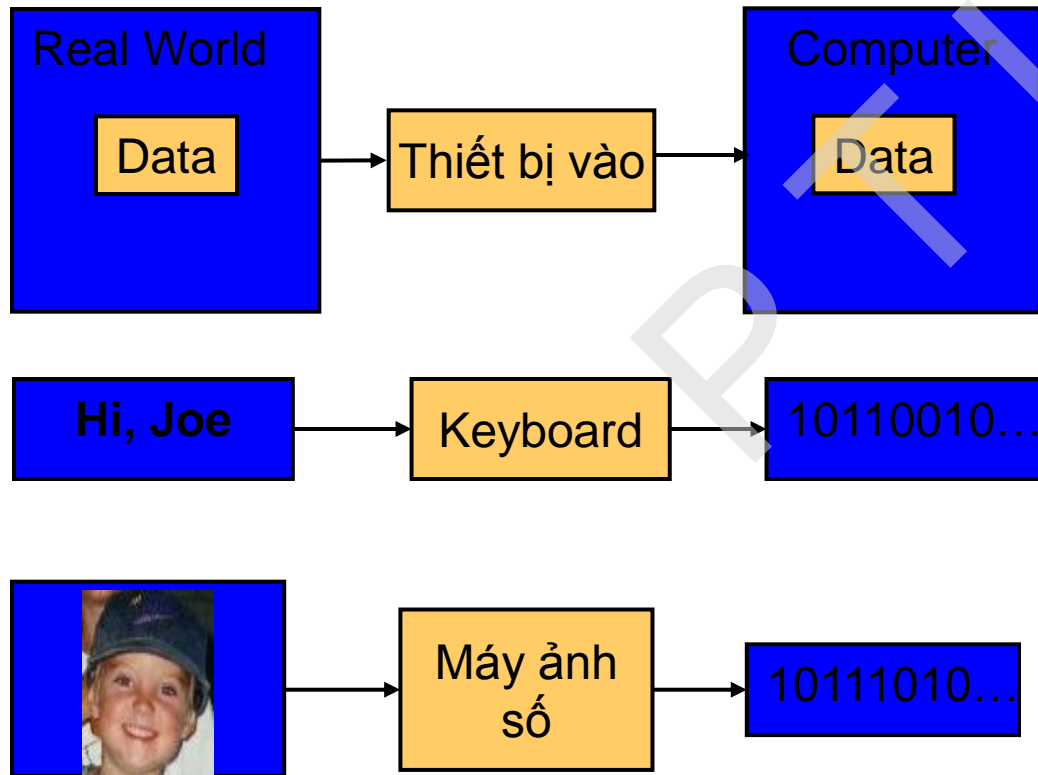 Real World
Data
Thiết bị vào
Computer
Data
Hi, Joe
Keyboard
10110010…
Máy ảnh
số
10111010…
P T I